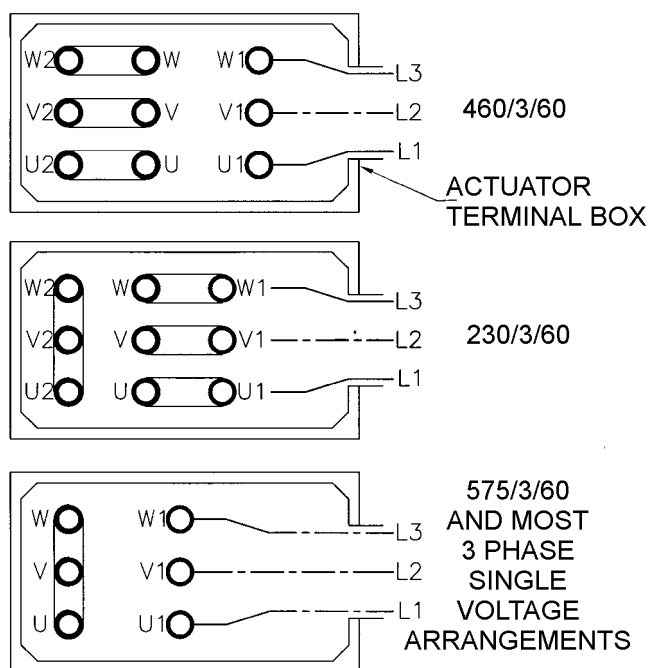 W2 W W1 L3
V2 V V1 L2 460/3/60
U2 U U1 L1
ACTUATOR
TERMINAL BOX
W2 W W1 L3
V2 V V1 L2 230/3/60
U2 U U1 L1
575/3/60
W W1 L3 AND MOST
3 PHASE
V V1 L2 SINGLE
U U1 L1 VOLTAGE
ARRANGEMENTS